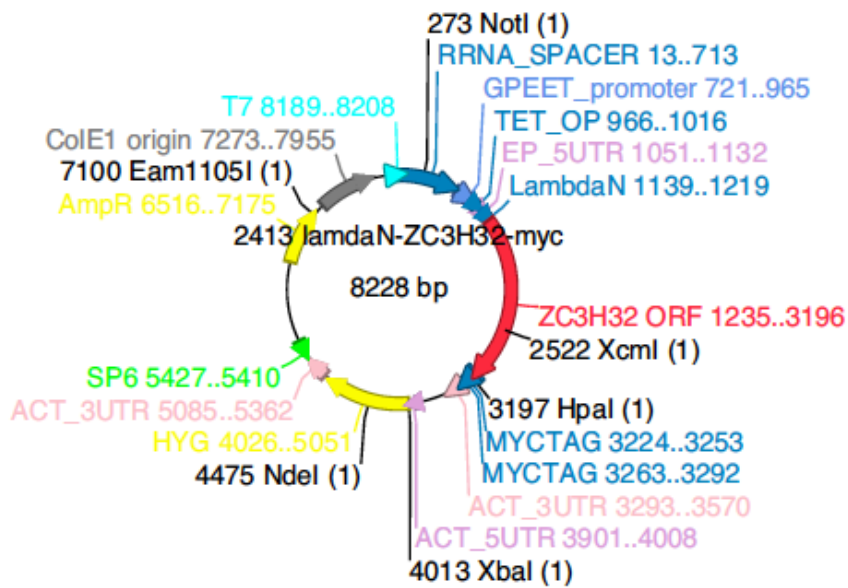 273 NotI (1)
RRNA_SPACER 13..713
GPEET_promoter 721..965
T7 8189..8208
TET_OP 966..1016
ColE1 origin 7273..7955
EP_5UTR 1051..1132
7100 Eam1105I (1)
LambdaN 1139..1219
AmpR 6516..7175
2413 lamdaN-ZC3H32-myc
8228 bp
ZC3H32 ORF 1235..3196
2522 XcmI (1)
SP6 5427..5410
3197 HpaI (1)
ACT_3UTR 5085..5362
MYCTAG 3224..3253
HYG 4026..5051
MYCTAG 3263..3292
4475 NdeI (1)
ACT_3UTR 3293..3570
ACT_5UTR 3901..4008
4013 XbaI (1)